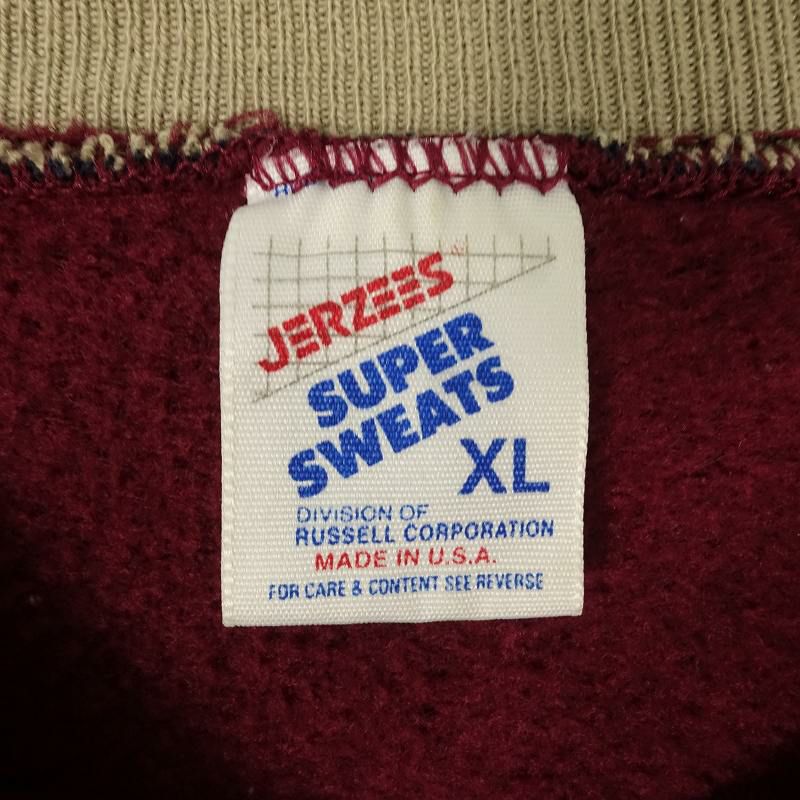 JERZEES®
SUPER
SWEATS
XL
DIVISION OF
RUSSELL CORPORATION
MADE IN U.S.A.
FOR CARE & CONTENT SEE REVERSE